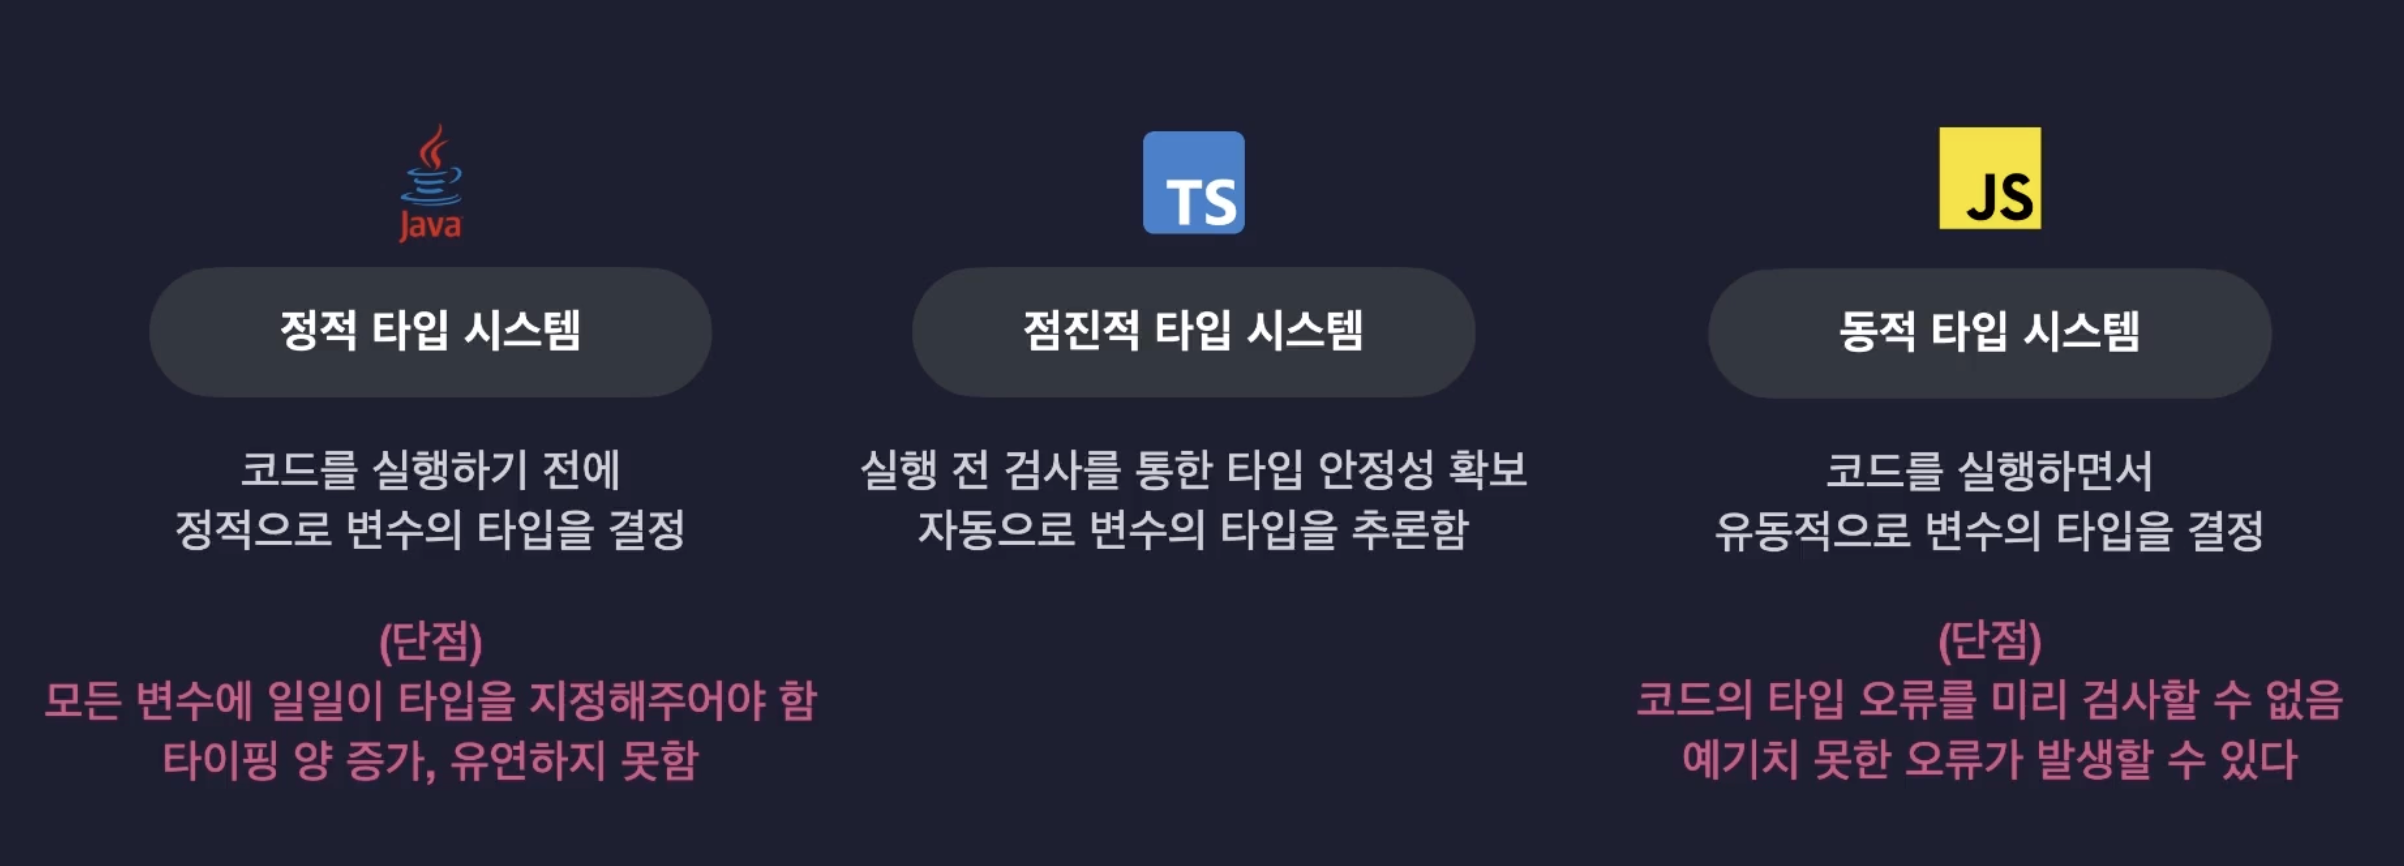 Java
정적 타입 시스템
코드를 실행하기 전에
정적으로 변수의 타입을 결정
(단점)
모든 변수에 일일이 타입을 지정해주어야 함
타이핑 양 증가, 유연하지 못함
TS
점진적 타입 시스템
실행 전 검사를 통한 타입 안정성 확보
자동으로 변수의 타입을 추론함
JS
동적 타입 시스템
코드를 실행하면서
유동적으로 변수의 타입을 결정
(단점)
코드의 타입 오류를 미리 검사할 수 없음
예기치 못한 오류가 발생할 수 있다